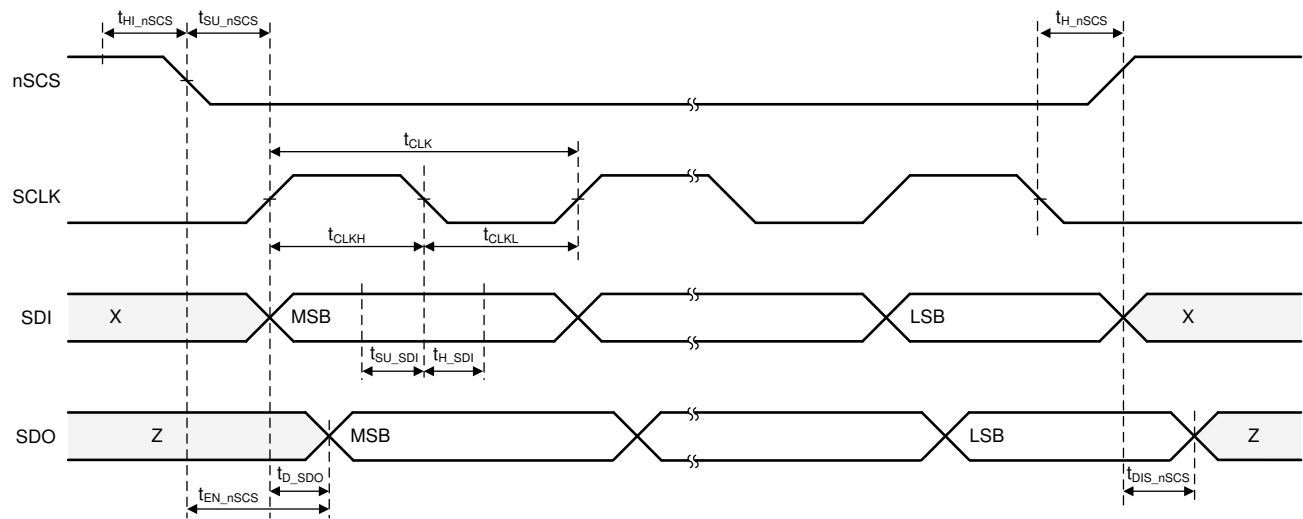 tHI_nSCS tSU_nSCS tH_nSCS
nSCS
tCLK
SCLK
tCLKH tCLKL
SDI X MSB LSB X
tSU_SDI tH_SDI
SDO Z MSB LSB Z
tD_SDO
tEN_nSCS
tDIS_nSCS